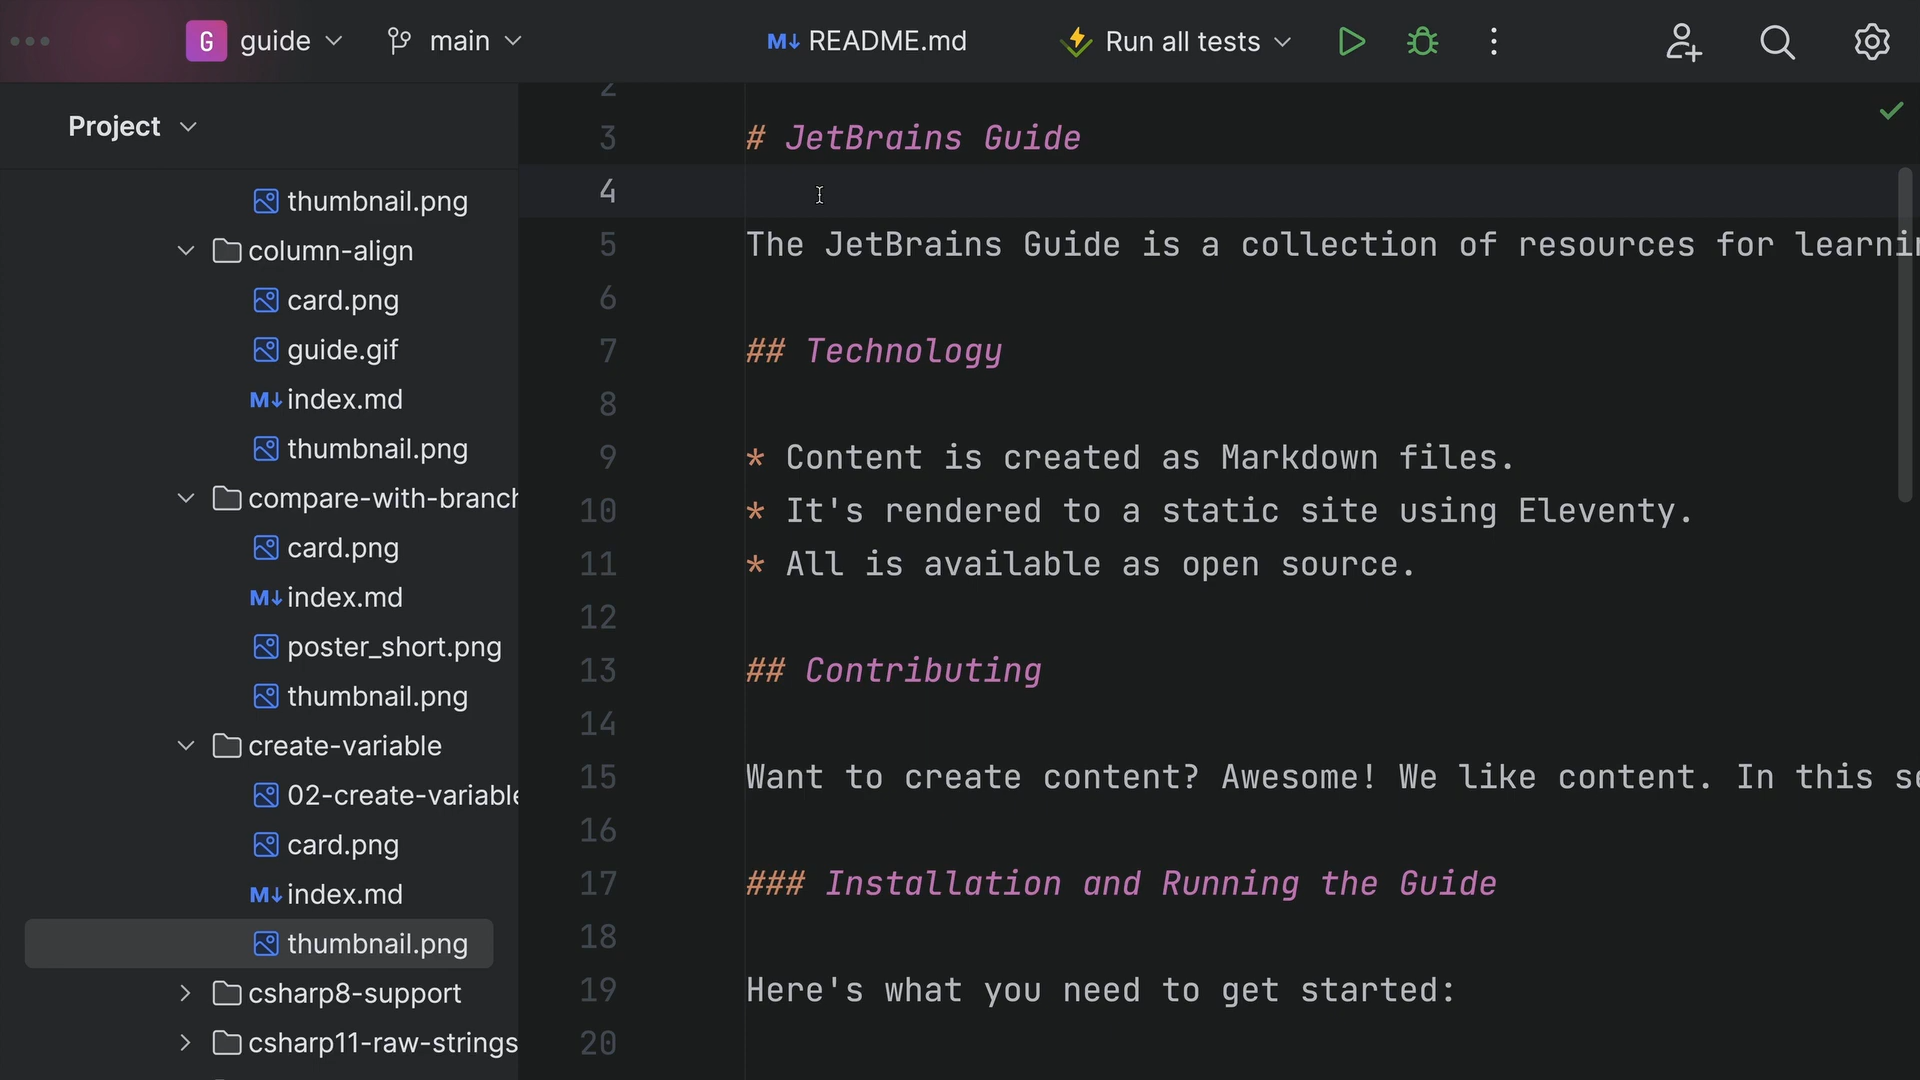 G guide main M↓ README.md Run all tests
Project
thumbnail.png
column-align
card.png
guide.gif
M↓ index.md
thumbnail.png
compare-with-branch
card.png
M↓ index.md
poster_short.png
thumbnail.png
create-variable
02-create-variable
card.png
M↓ index.md
thumbnail.png
csharp8-support
csharp11-raw-strings
2
3 # JetBrains Guide
4
5 The JetBrains Guide is a collection of resources for learnin
6
7 ## Technology
8
9 * Content is created as Markdown files.
10 * It's rendered to a static site using Eleventy.
11 * All is available as open source.
12
13 ## Contributing
14
15 Want to create content? Awesome! We like content. In this se
16
17 ### Installation and Running the Guide
18
19 Here's what you need to get started:
20